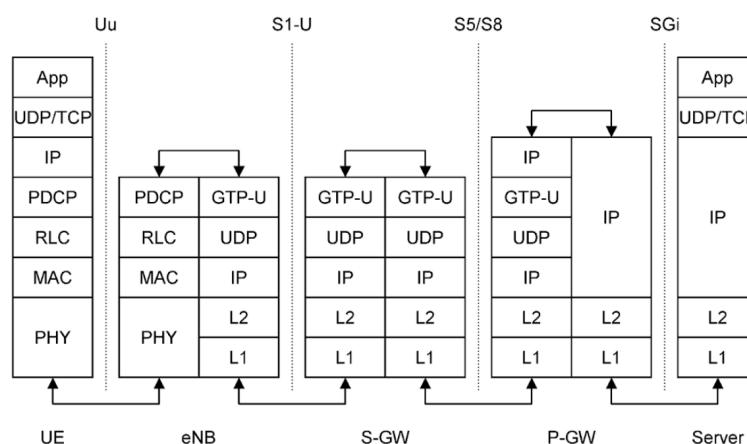 Uu S1-U S5/S8 SGi
App App
UDP/TCP UDP/TCP
IP IP
PDCP PDCP GTP-U GTP-U GTP-U GTP-U IP IP
RLC RLC UDP UDP UDP UDP
MAC MAC IP IP IP IP
PHY PHY L2 L2 L2 L2 L2 L2
L1 L1 L1 L1 L1 L1
UE eNB S-GW P-GW Server